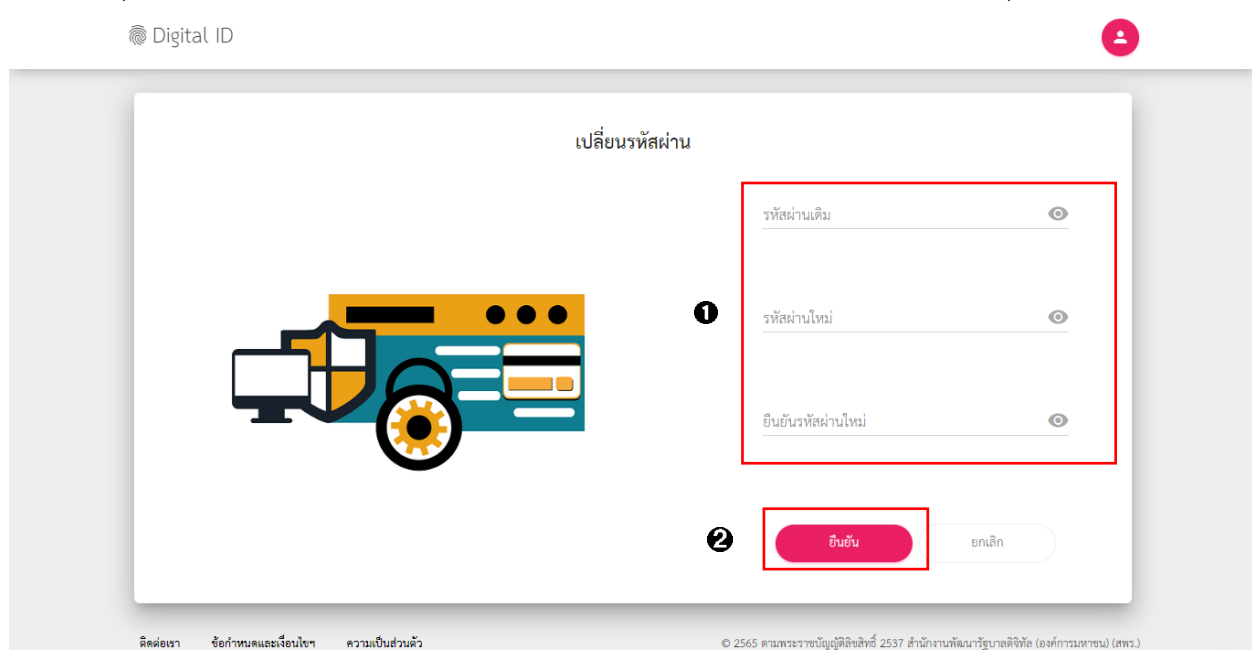 Digital ID
เปลี่ยนรหัสผ่าน
รหัสผ่านเดิม
❶
รหัสผ่านใหม่
ยืนยันรหัสผ่านใหม่
❷ ยืนยัน ยกเลิก
ติดต่อเรา ข้อกำหนดและเงื่อนไขฯ ความเป็นส่วนตัว © 2565 ตามพระราชบัญญัติลิขสิทธิ์ 2537 สำนักงานพัฒนารัฐบาลดิจิทัล (องค์การมหาชน) (สพร.)